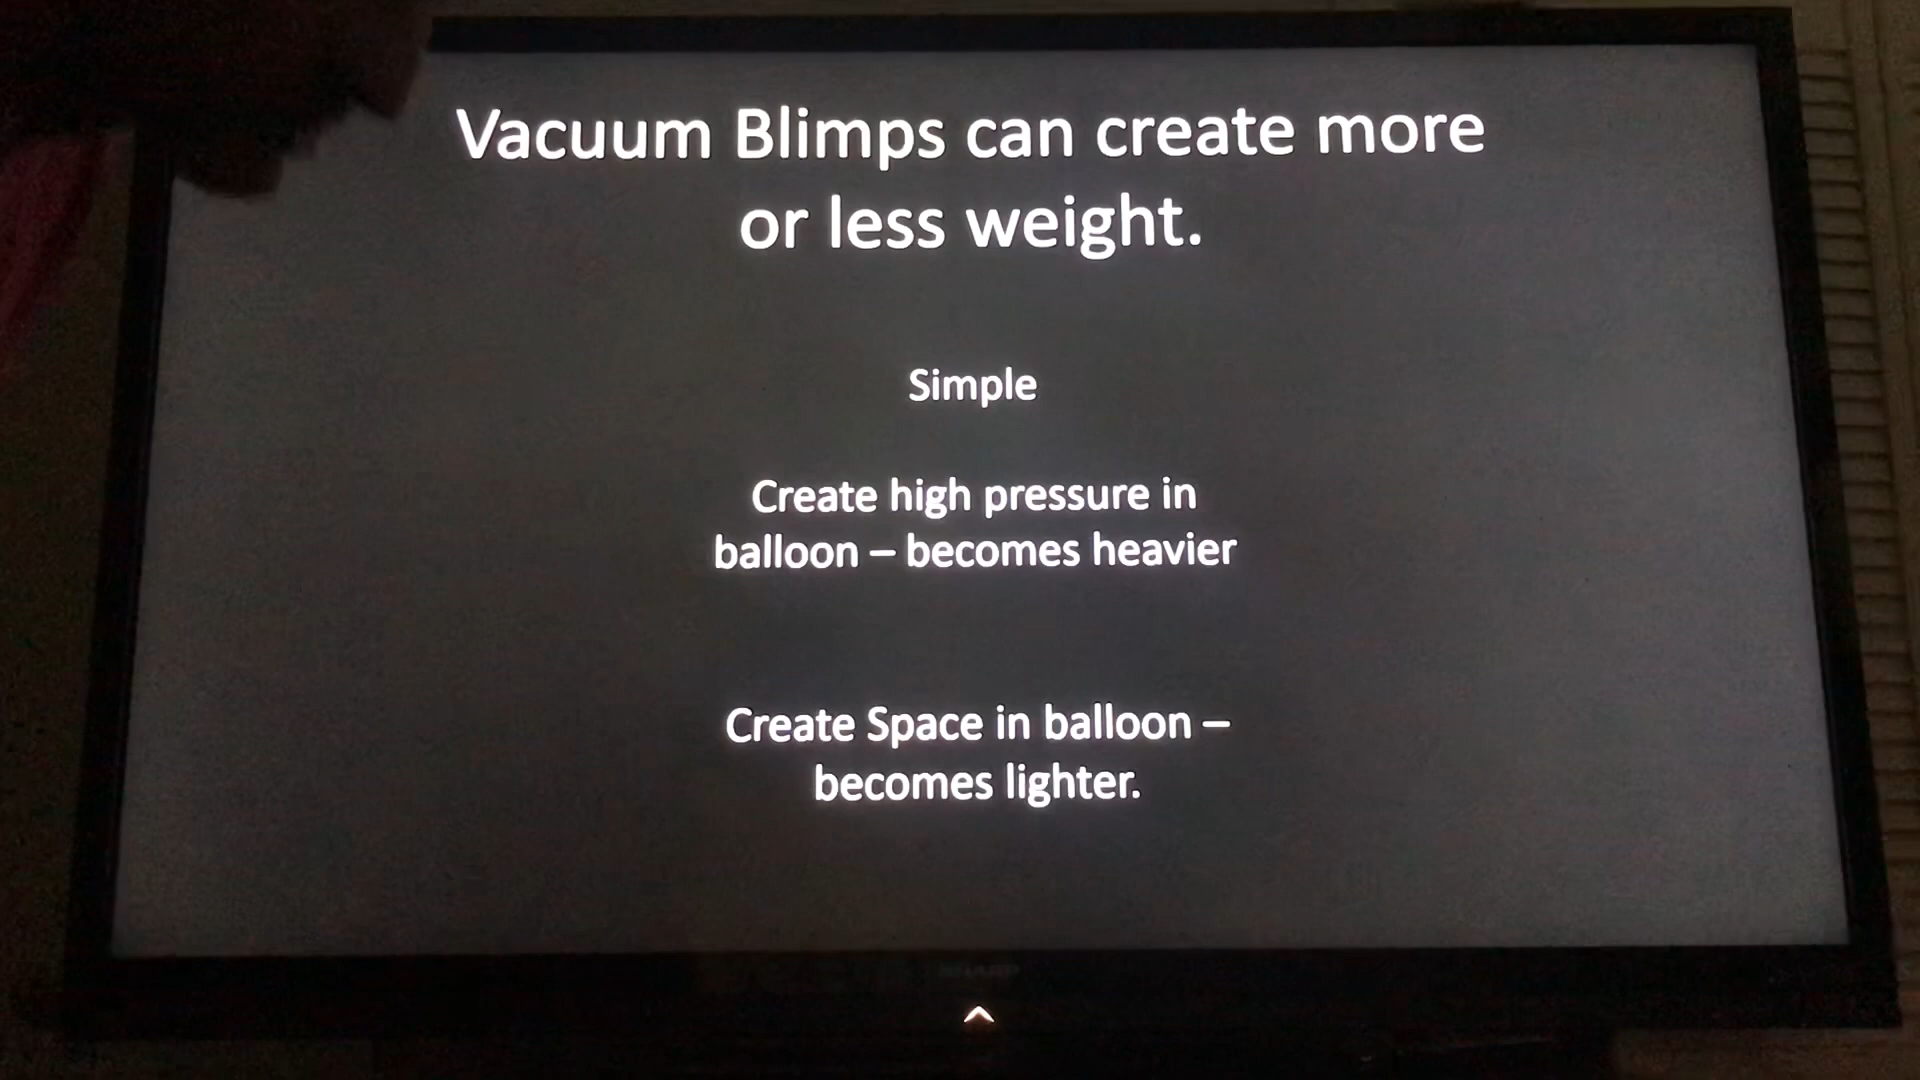 Vacuum Blimps can create more
or less weight.
Simple
Create high pressure in
balloon – becomes heavier
Create Space in balloon –
becomes lighter.
SHARP